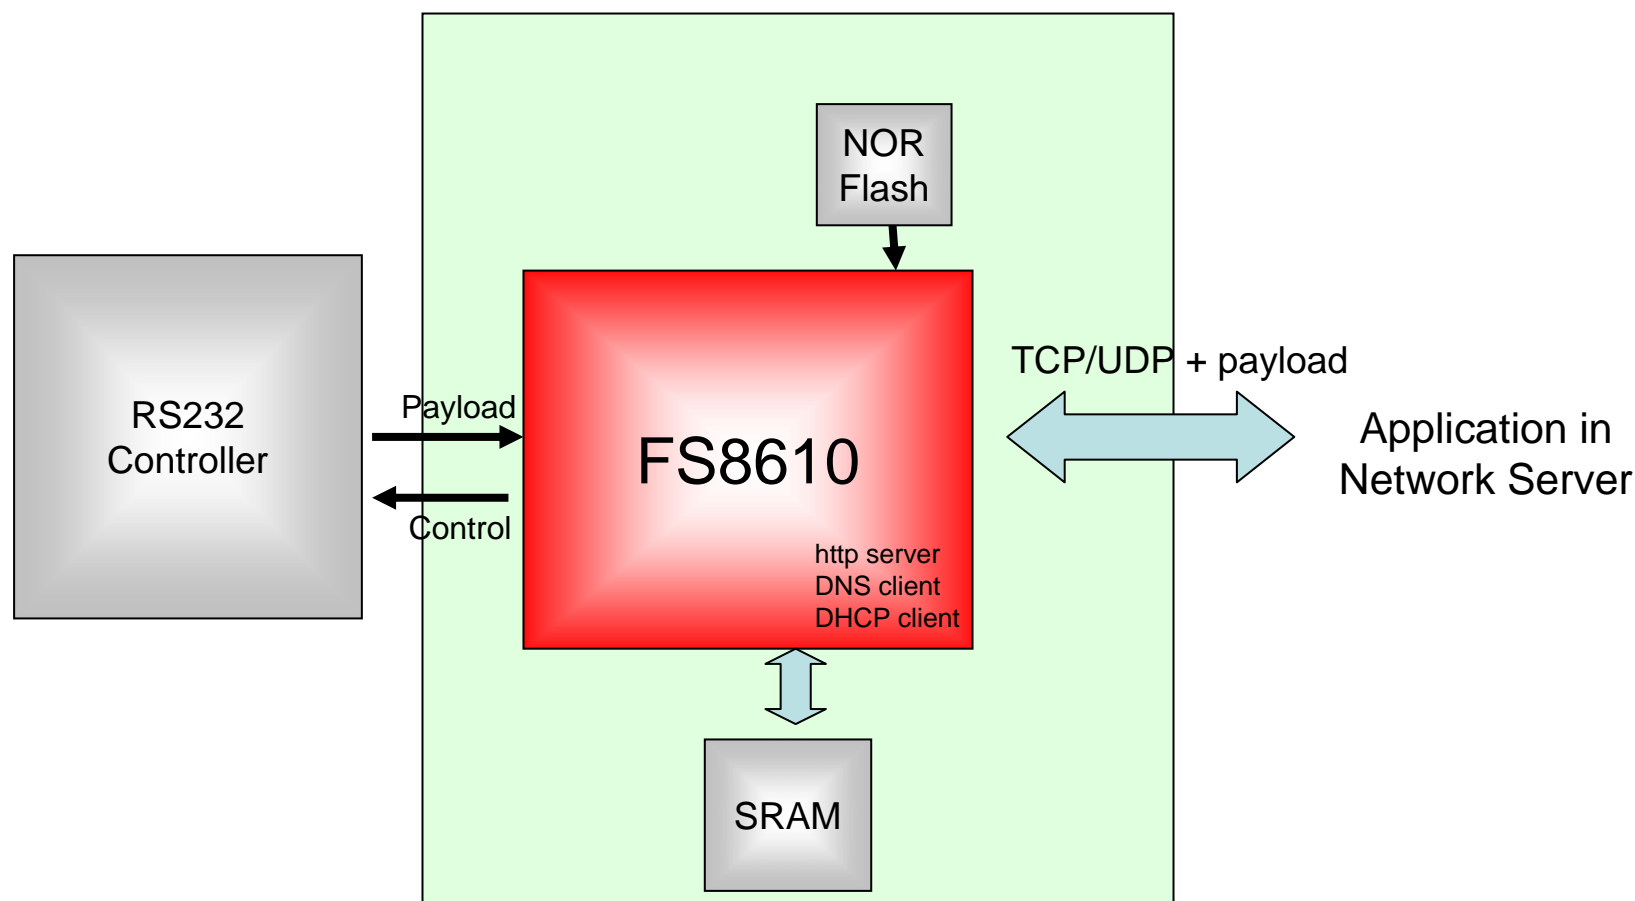 NOR
Flash
RS232
Controller
Payload
Control
FS8610
http server
DNS client
DHCP client
TCP/UDP + payload
Application in
Network Server
SRAM